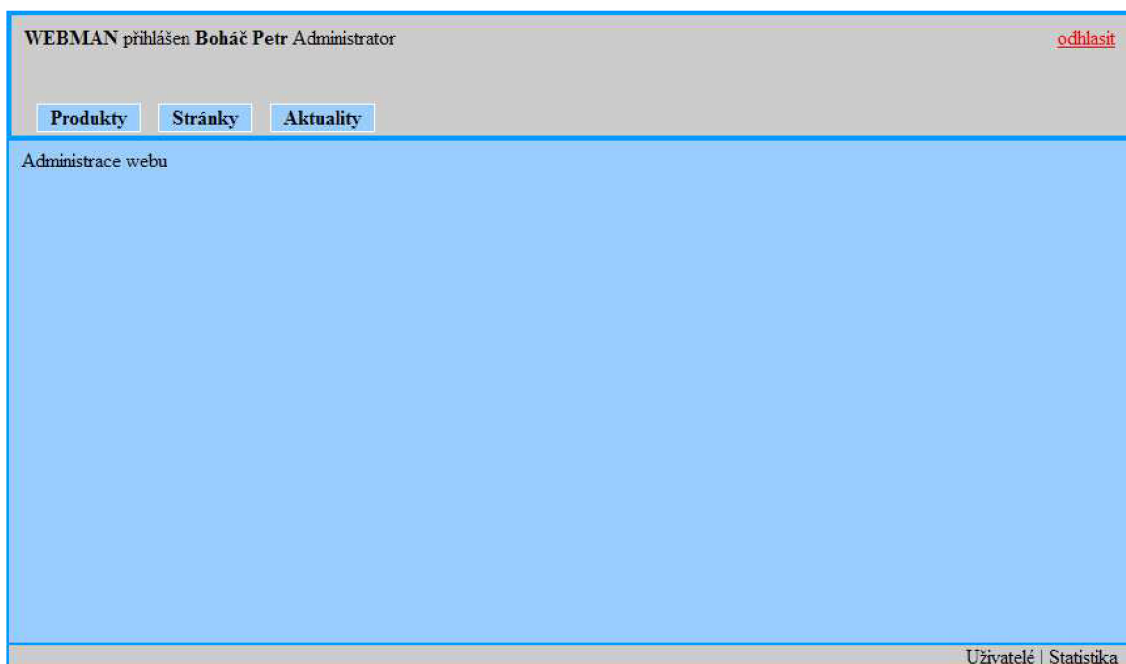 WEBMAN přihlášen Boháč Petr Administrator odhlasit
Produkty Stránky Aktuality
Administrace webu
Uživatelé | Statistika